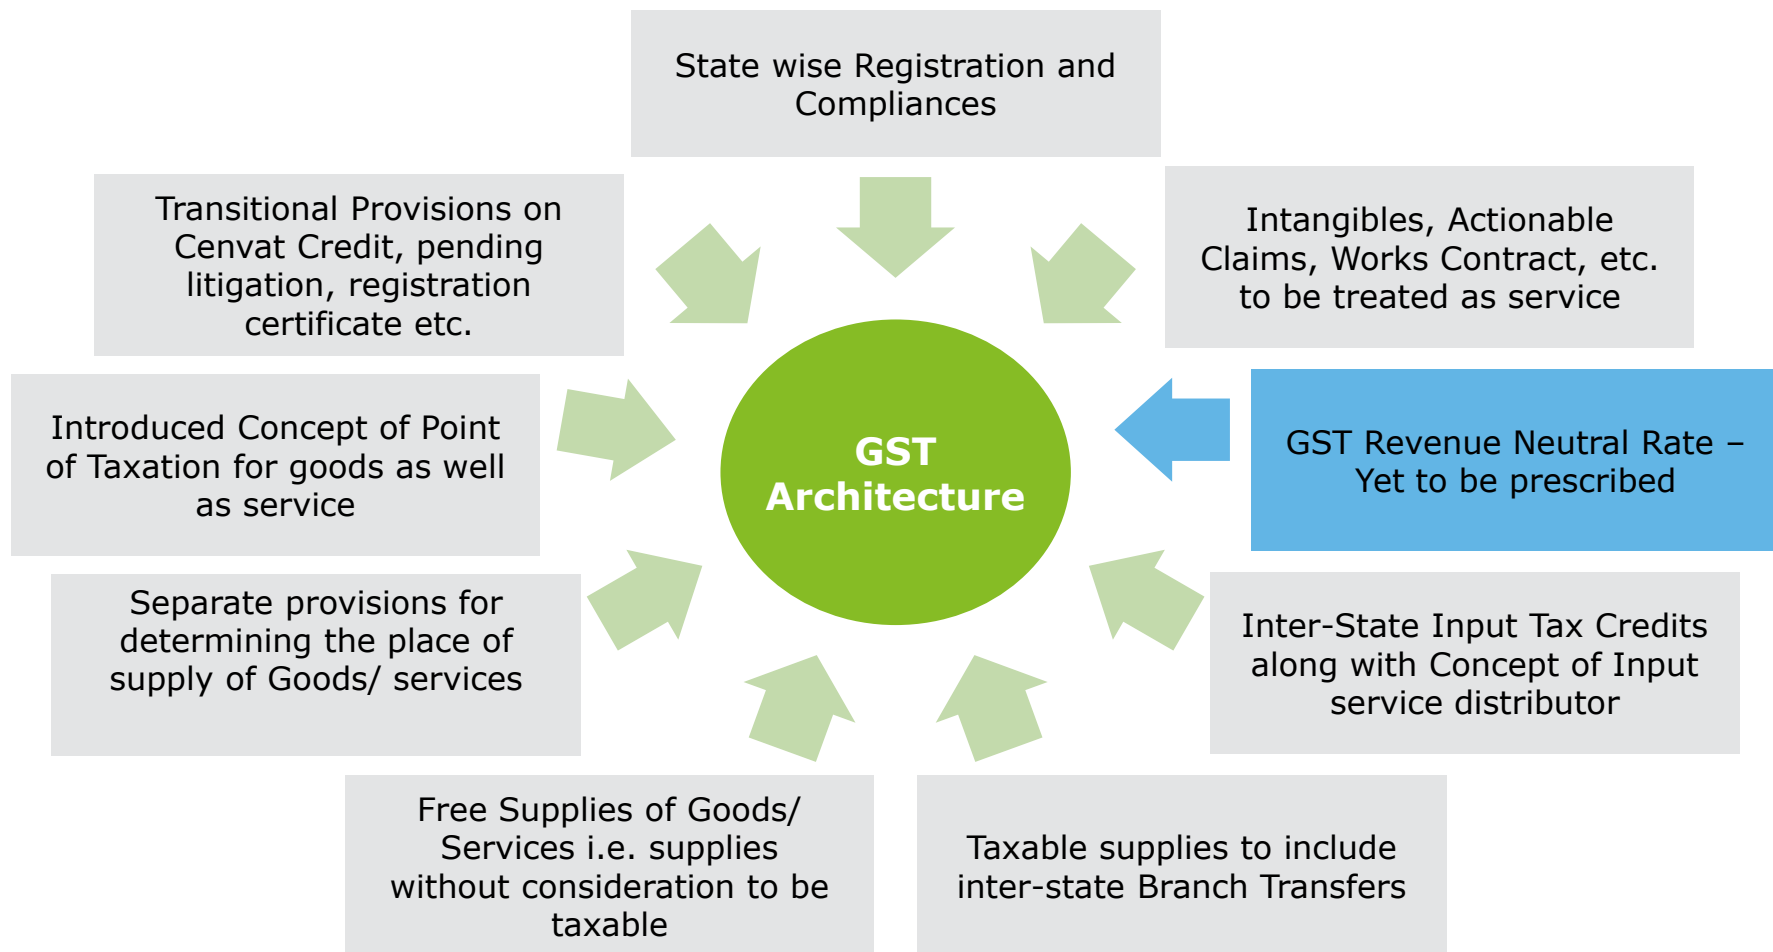 State wise Registration and
Compliances
Transitional Provisions on
Cenvat Credit, pending
litigation, registration
certificate etc.
Intangibles, Actionable
Claims, Works Contract, etc.
to be treated as service
Introduced Concept of Point
of Taxation for goods as well
as service
GST
Architecture
GST Revenue Neutral Rate –
Yet to be prescribed
Separate provisions for
determining the place of
supply of Goods/ services
Inter-State Input Tax Credits
along with Concept of Input
service distributor
Free Supplies of Goods/
Services i.e. supplies
without consideration to be
taxable
Taxable supplies to include
inter-state Branch Transfers